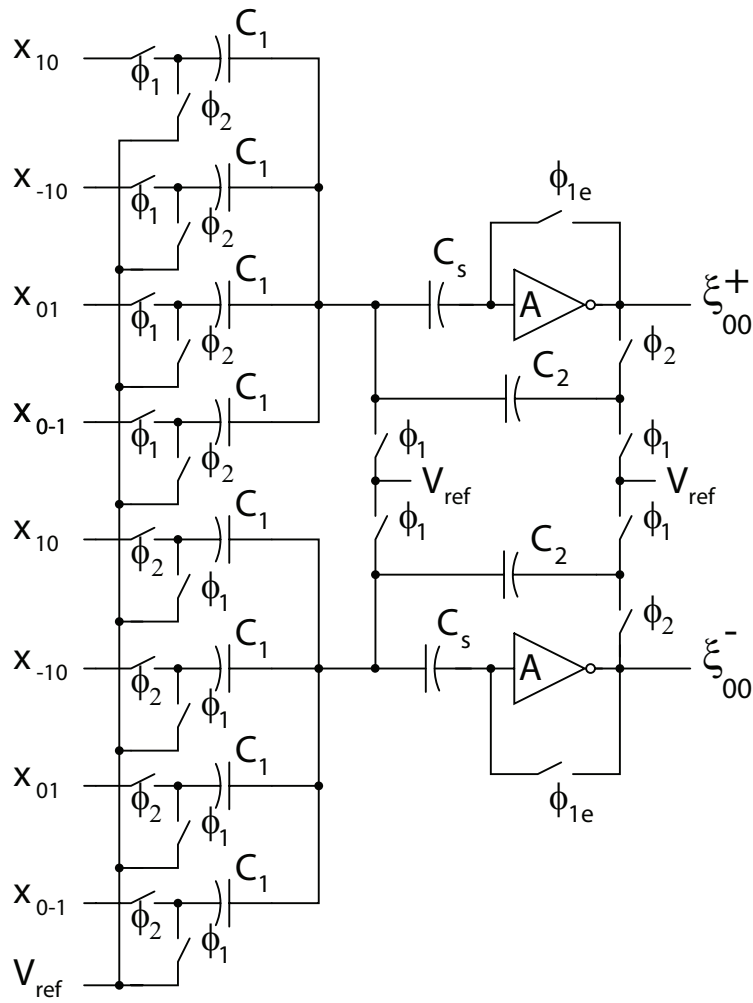 x10 ϕ1 C1
ϕ2
x-10 ϕ1 C1
ϕ2
ϕ1e
x01 ϕ1 C1 Cs A ξ00+
ϕ2 ϕ2
x0-1 ϕ1 C1 C2
ϕ2 ϕ1 ϕ1
Vref Vref
x10 ϕ2 C1 ϕ1 ϕ1
ϕ1 C2
x-10 ϕ2 C1 Cs A ϕ2 ξ00-
ϕ1
x01 ϕ2 C1 ϕ1e
ϕ1
x0-1 ϕ2 C1
ϕ1
Vref